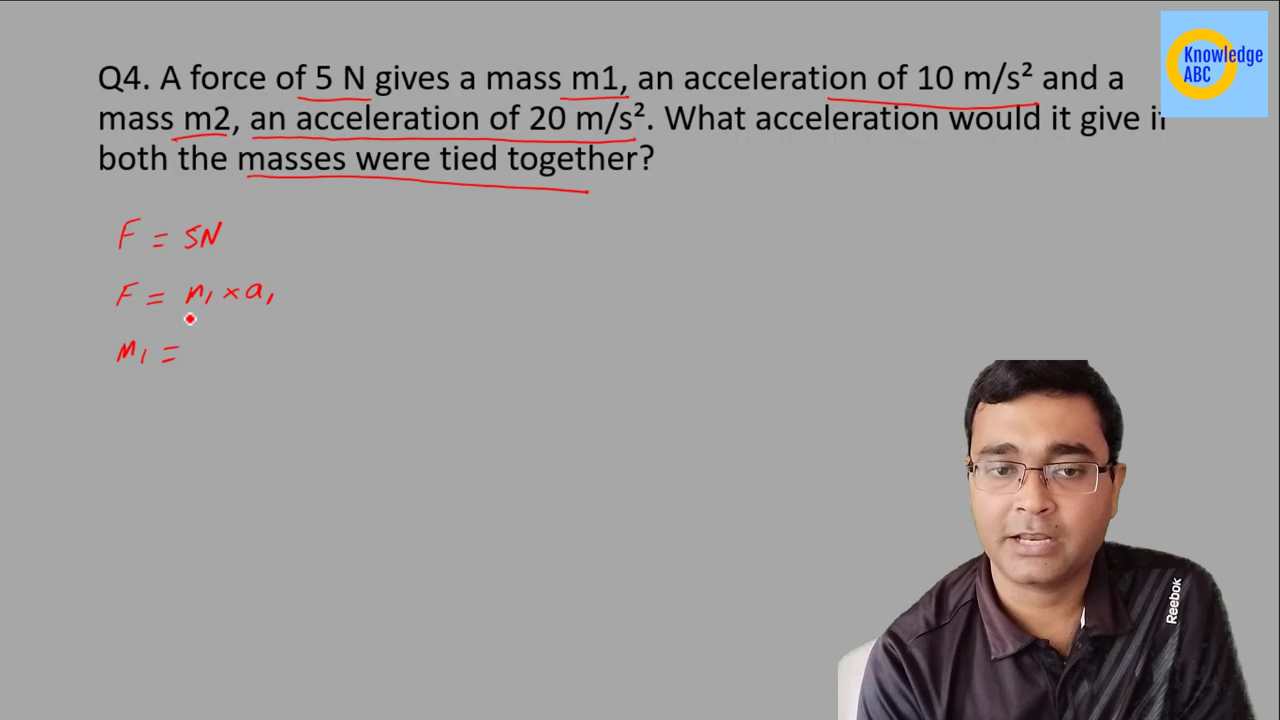 Knowledge
ABC
Q4. A force of 5 N gives a mass m1, an acceleration of 10 m/s² and a
mass m2, an acceleration of 20 m/s². What acceleration would it give if
both the masses were tied together?
F = 5N
F = m₁ × a₁
m₁ =
Reebok